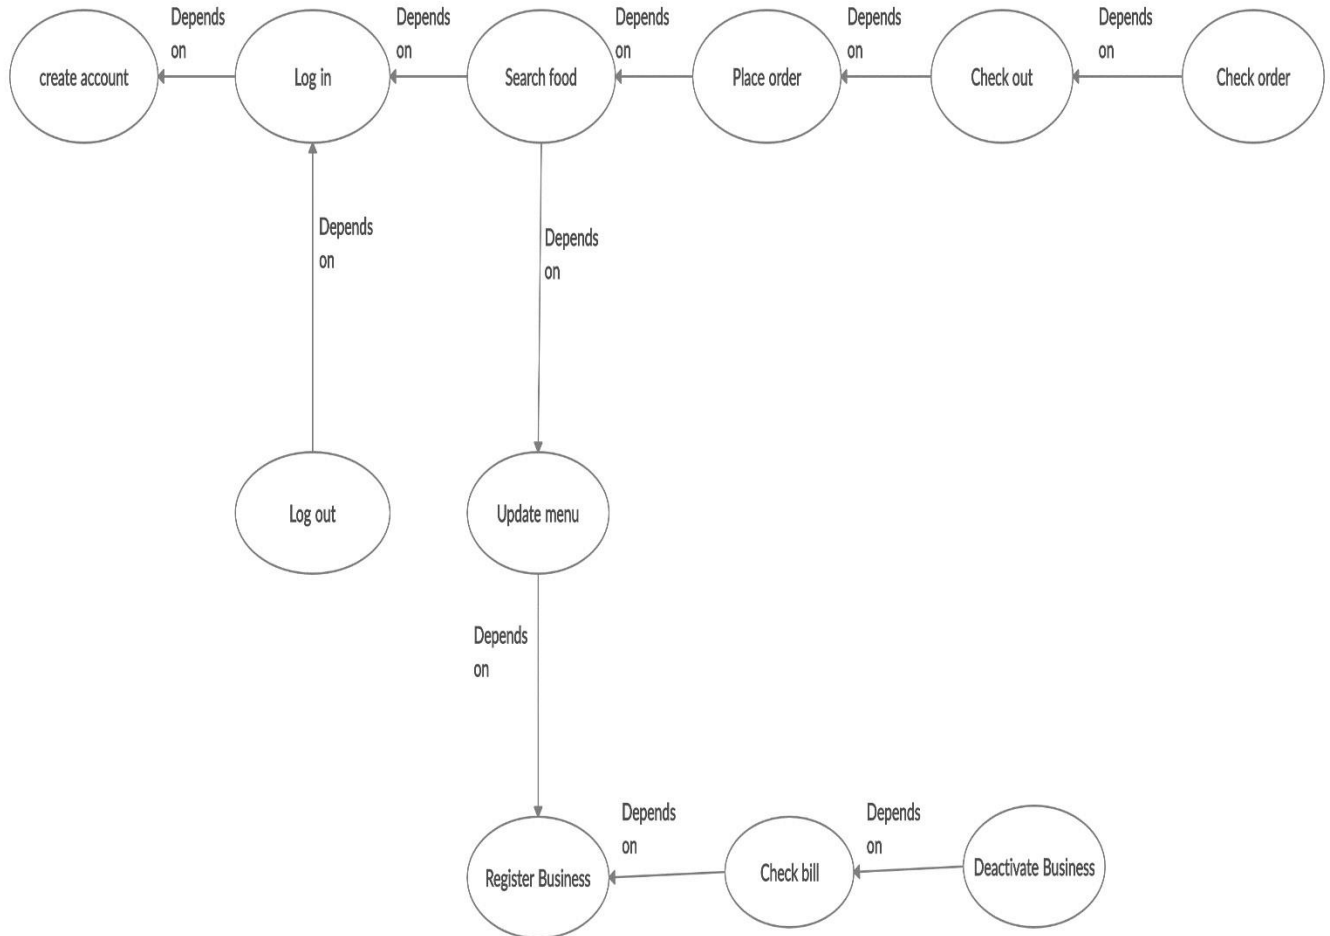 Depends
on
Depends
on
Depends
on
Depends
on
Depends
on
create account
Log in
Search food
Place order
Check out
Check order
Depends
on
Depends
on
Log out
Update menu
Depends
on
Depends
on
Depends
on
Register Business
Check bill
Deactivate Business